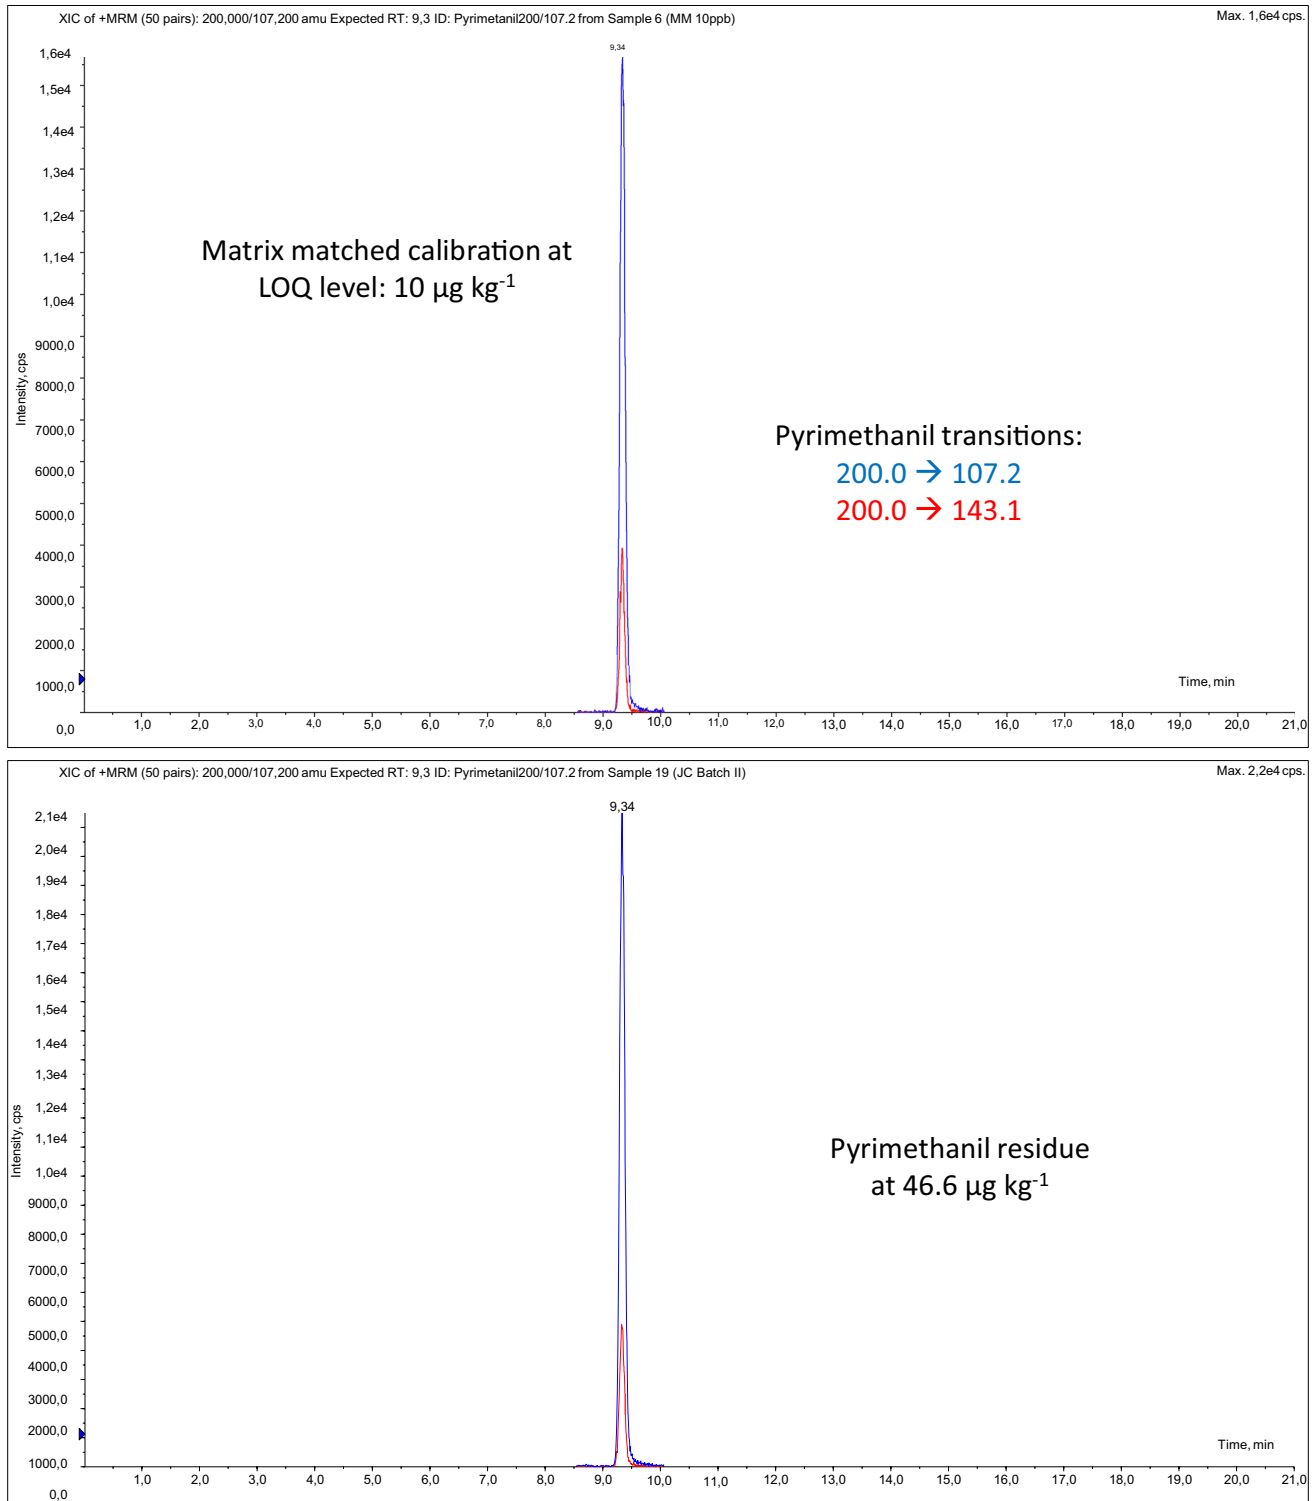 XIC of +MRM (50 pairs): 200,000/107,200 amu Expected RT: 9,3 ID: Pyrimetanil200/107.2 from Sample 6 (MM 10ppb)
Max. 1,6e4 cps.
9,34
1,6e4
1,5e4
1,4e4
1,3e4
1,2e4
1,1e4
1,0e4
9000,0
8000,0
7000,0
6000,0
5000,0
4000,0
3000,0
2000,0
1000,0
0,0
Intensity, cps
Matrix matched calibration at
LOQ level: 10 µg kg⁻¹
Pyrimethanil transitions:
200.0 → 107.2
200.0 → 143.1
Time, min
1,0 2,0 3,0 4,0 5,0 6,0 7,0 8,0 9,0 10,0 11,0 12,0 13,0 14,0 15,0 16,0 17,0 18,0 19,0 20,0 21,0
XIC of +MRM (50 pairs): 200,000/107,200 amu Expected RT: 9,3 ID: Pyrimetanil200/107.2 from Sample 19 (JC Batch II)
Max. 2,2e4 cps.
9,34
2,1e4
2,0e4
1,9e4
1,8e4
1,7e4
1,6e4
1,5e4
1,4e4
1,3e4
1,2e4
1,1e4
1,0e4
9000,0
8000,0
7000,0
6000,0
5000,0
4000,0
3000,0
2000,0
1000,0
0,0
Intensity, cps
Pyrimethanil residue
at 46.6 µg kg⁻¹
Time, min
1,0 2,0 3,0 4,0 5,0 6,0 7,0 8,0 9,0 10,0 11,0 12,0 13,0 14,0 15,0 16,0 17,0 18,0 19,0 20,0 21,0